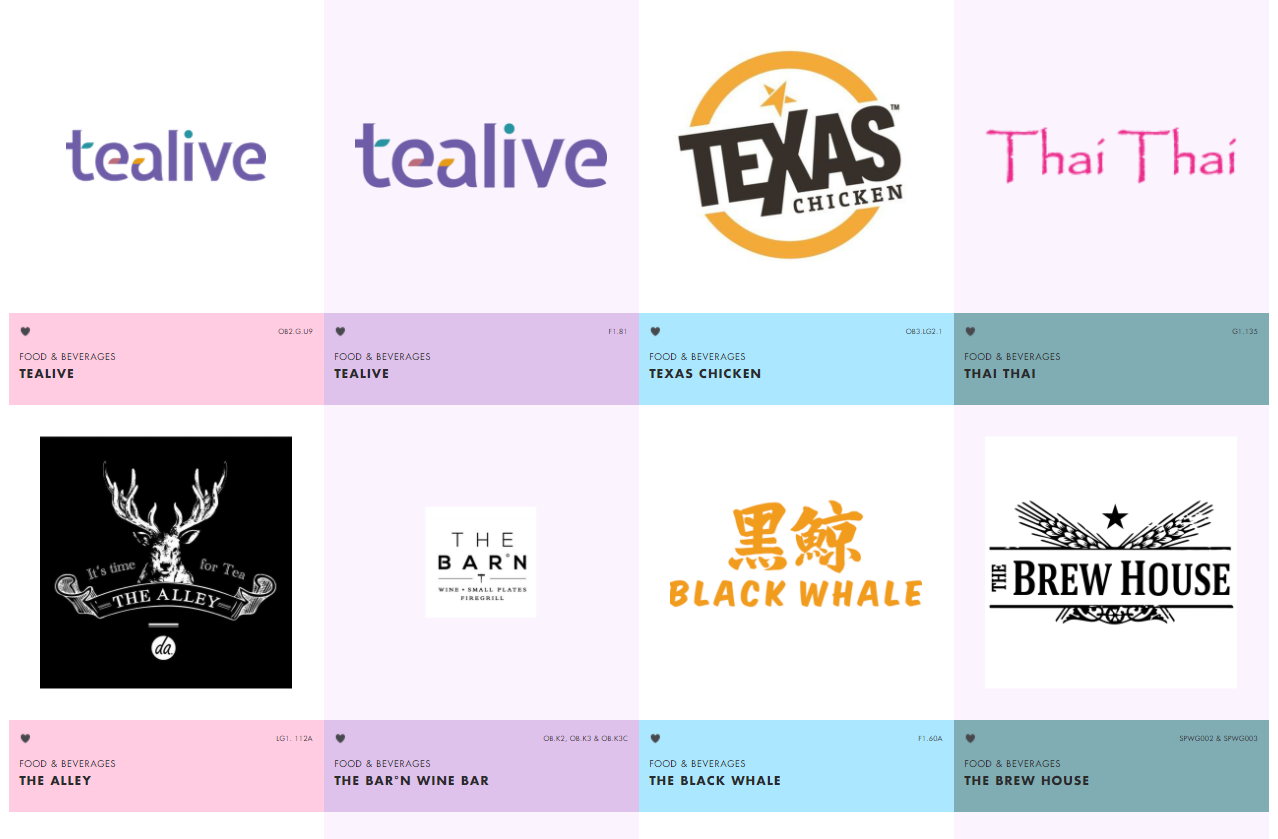 tealive
tealive
TEXAS™
CHICKEN
Thai Thai
OB2.G.U9
FOOD & BEVERAGES
TEALIVE
F1.81
FOOD & BEVERAGES
TEALIVE
OB3.LG2.1
FOOD & BEVERAGES
TEXAS CHICKEN
G1.135
FOOD & BEVERAGES
THAI THAI
It's time for Tea
THE ALLEY
da
THE
BAR°N
WINE • SMALL PLATES
FIREGRILL
黒鯨
BLACK WHALE
THE BREW HOUSE
LG1. 112A
FOOD & BEVERAGES
THE ALLEY
OB.K2, OB.K3 & OB.K3C
FOOD & BEVERAGES
THE BAR°N WINE BAR
F1.60A
FOOD & BEVERAGES
THE BLACK WHALE
SPWG002 & SPWG003
FOOD & BEVERAGES
THE BREW HOUSE